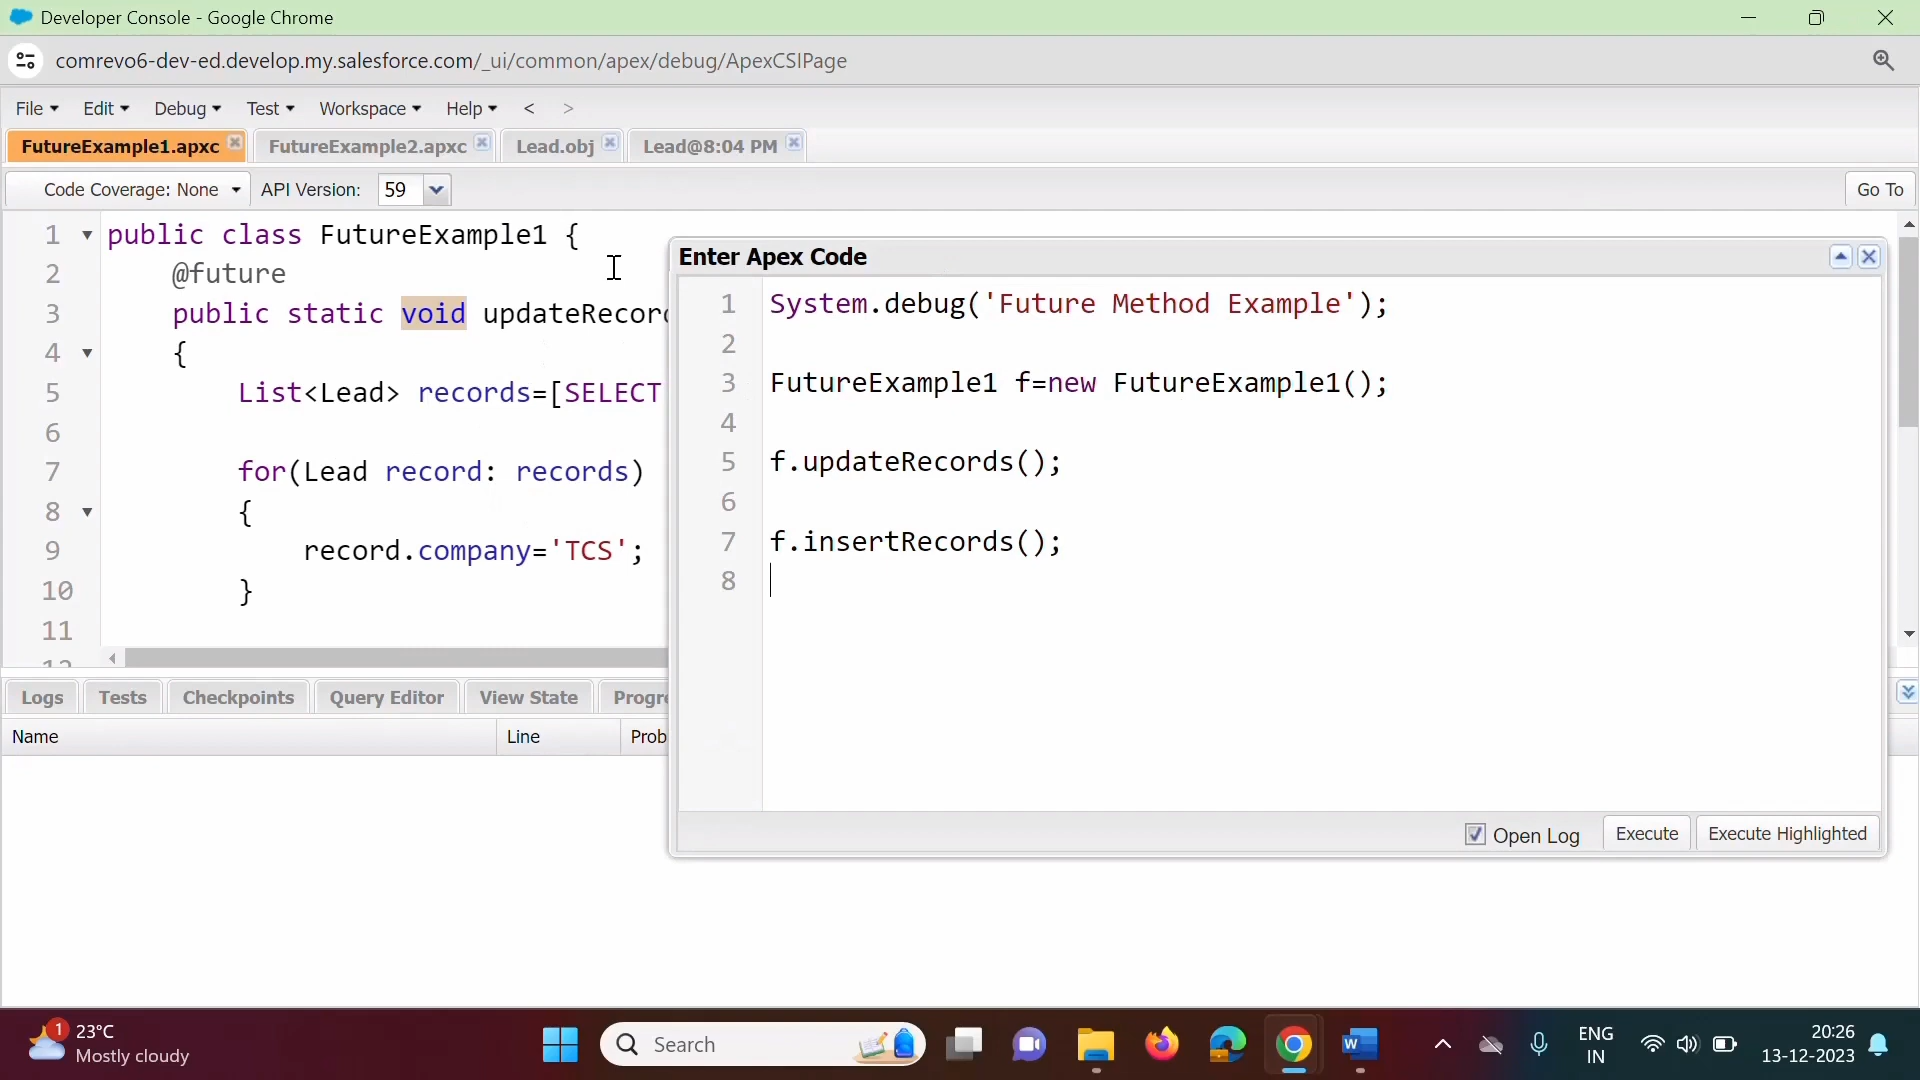 Developer Console - Google Chrome
comrevo6-dev-ed.develop.my.salesforce.com/_ui/common/apex/debug/ApexCSIPage
File Edit Debug Test Workspace Help < >
FutureExample1.apxc FutureExample2.apxc Lead.obj Lead@8:04 PM
Code Coverage: None API Version: 59 Go To
1 public class FutureExample1 {
2 @future
3 public static void updateRecord
4 {
5 List<Lead> records=[SELECT
6
7 for(Lead record: records)
8 {
9 record.company='TCS';
10 }
11
12
Enter Apex Code
1 System.debug('Future Method Example');
2
3 FutureExample1 f=new FutureExample1();
4
5 f.updateRecords();
6
7 f.insertRecords();
8
Open Log Execute Execute Highlighted
Logs Tests Checkpoints Query Editor View State Progre
Name Line Prob
1
23°C
Mostly cloudy
Search
ENG
IN
20:26
13-12-2023